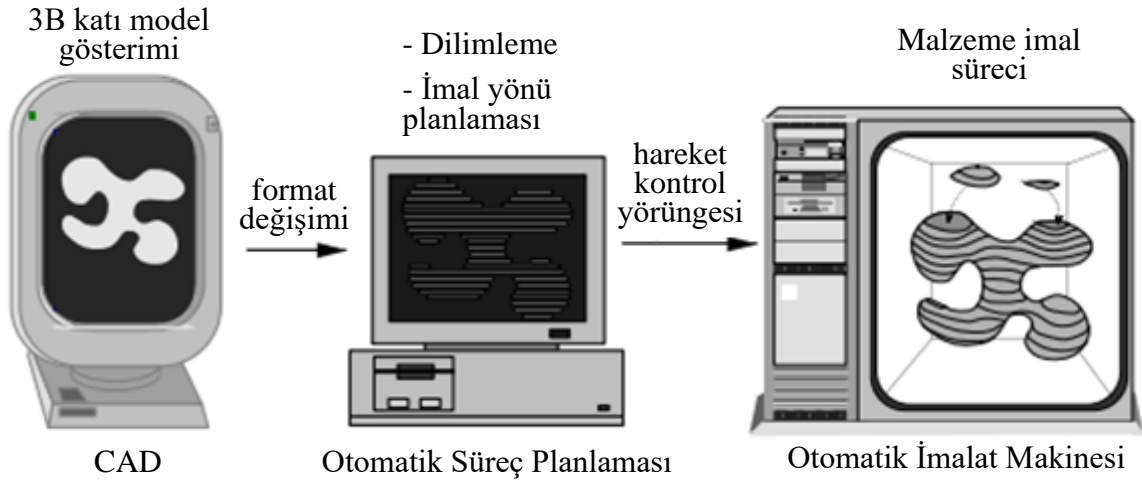 3B katı model
gösterimi
- Dilimleme
- İmal yönü
planlaması
Malzeme imal
süreci
format
değişimi
hareket
kontrol
yörüngesi
CAD
Otomatik Süreç Planlaması
Otomatik İmalat Makinesi